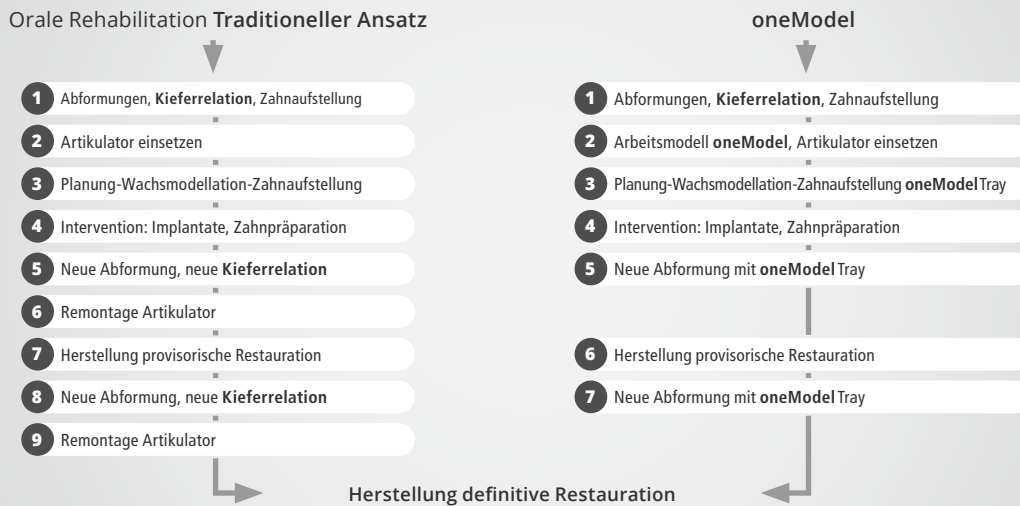 Orale Rehabilitation Traditioneller Ansatz
1 Abformungen, Kieferrelation, Zahnaufstellung
2 Artikulator einsetzen
3 Planung-Wachsmodellation-Zahnaufstellung
4 Intervention: Implantate, Zahnpräparation
5 Neue Abformung, neue Kieferrelation
6 Remontage Artikulator
7 Herstellung provisorische Restauration
8 Neue Abformung, neue Kieferrelation
9 Remontage Artikulator
oneModel
1 Abformungen, Kieferrelation, Zahnaufstellung
2 Arbeitsmodell oneModel, Artikulator einsetzen
3 Planung-Wachsmodellation-Zahnaufstellung oneModel Tray
4 Intervention: Implantate, Zahnpräparation
5 Neue Abformung mit oneModel Tray
6 Herstellung provisorische Restauration
7 Neue Abformung mit oneModel Tray
Herstellung definitive Restauration